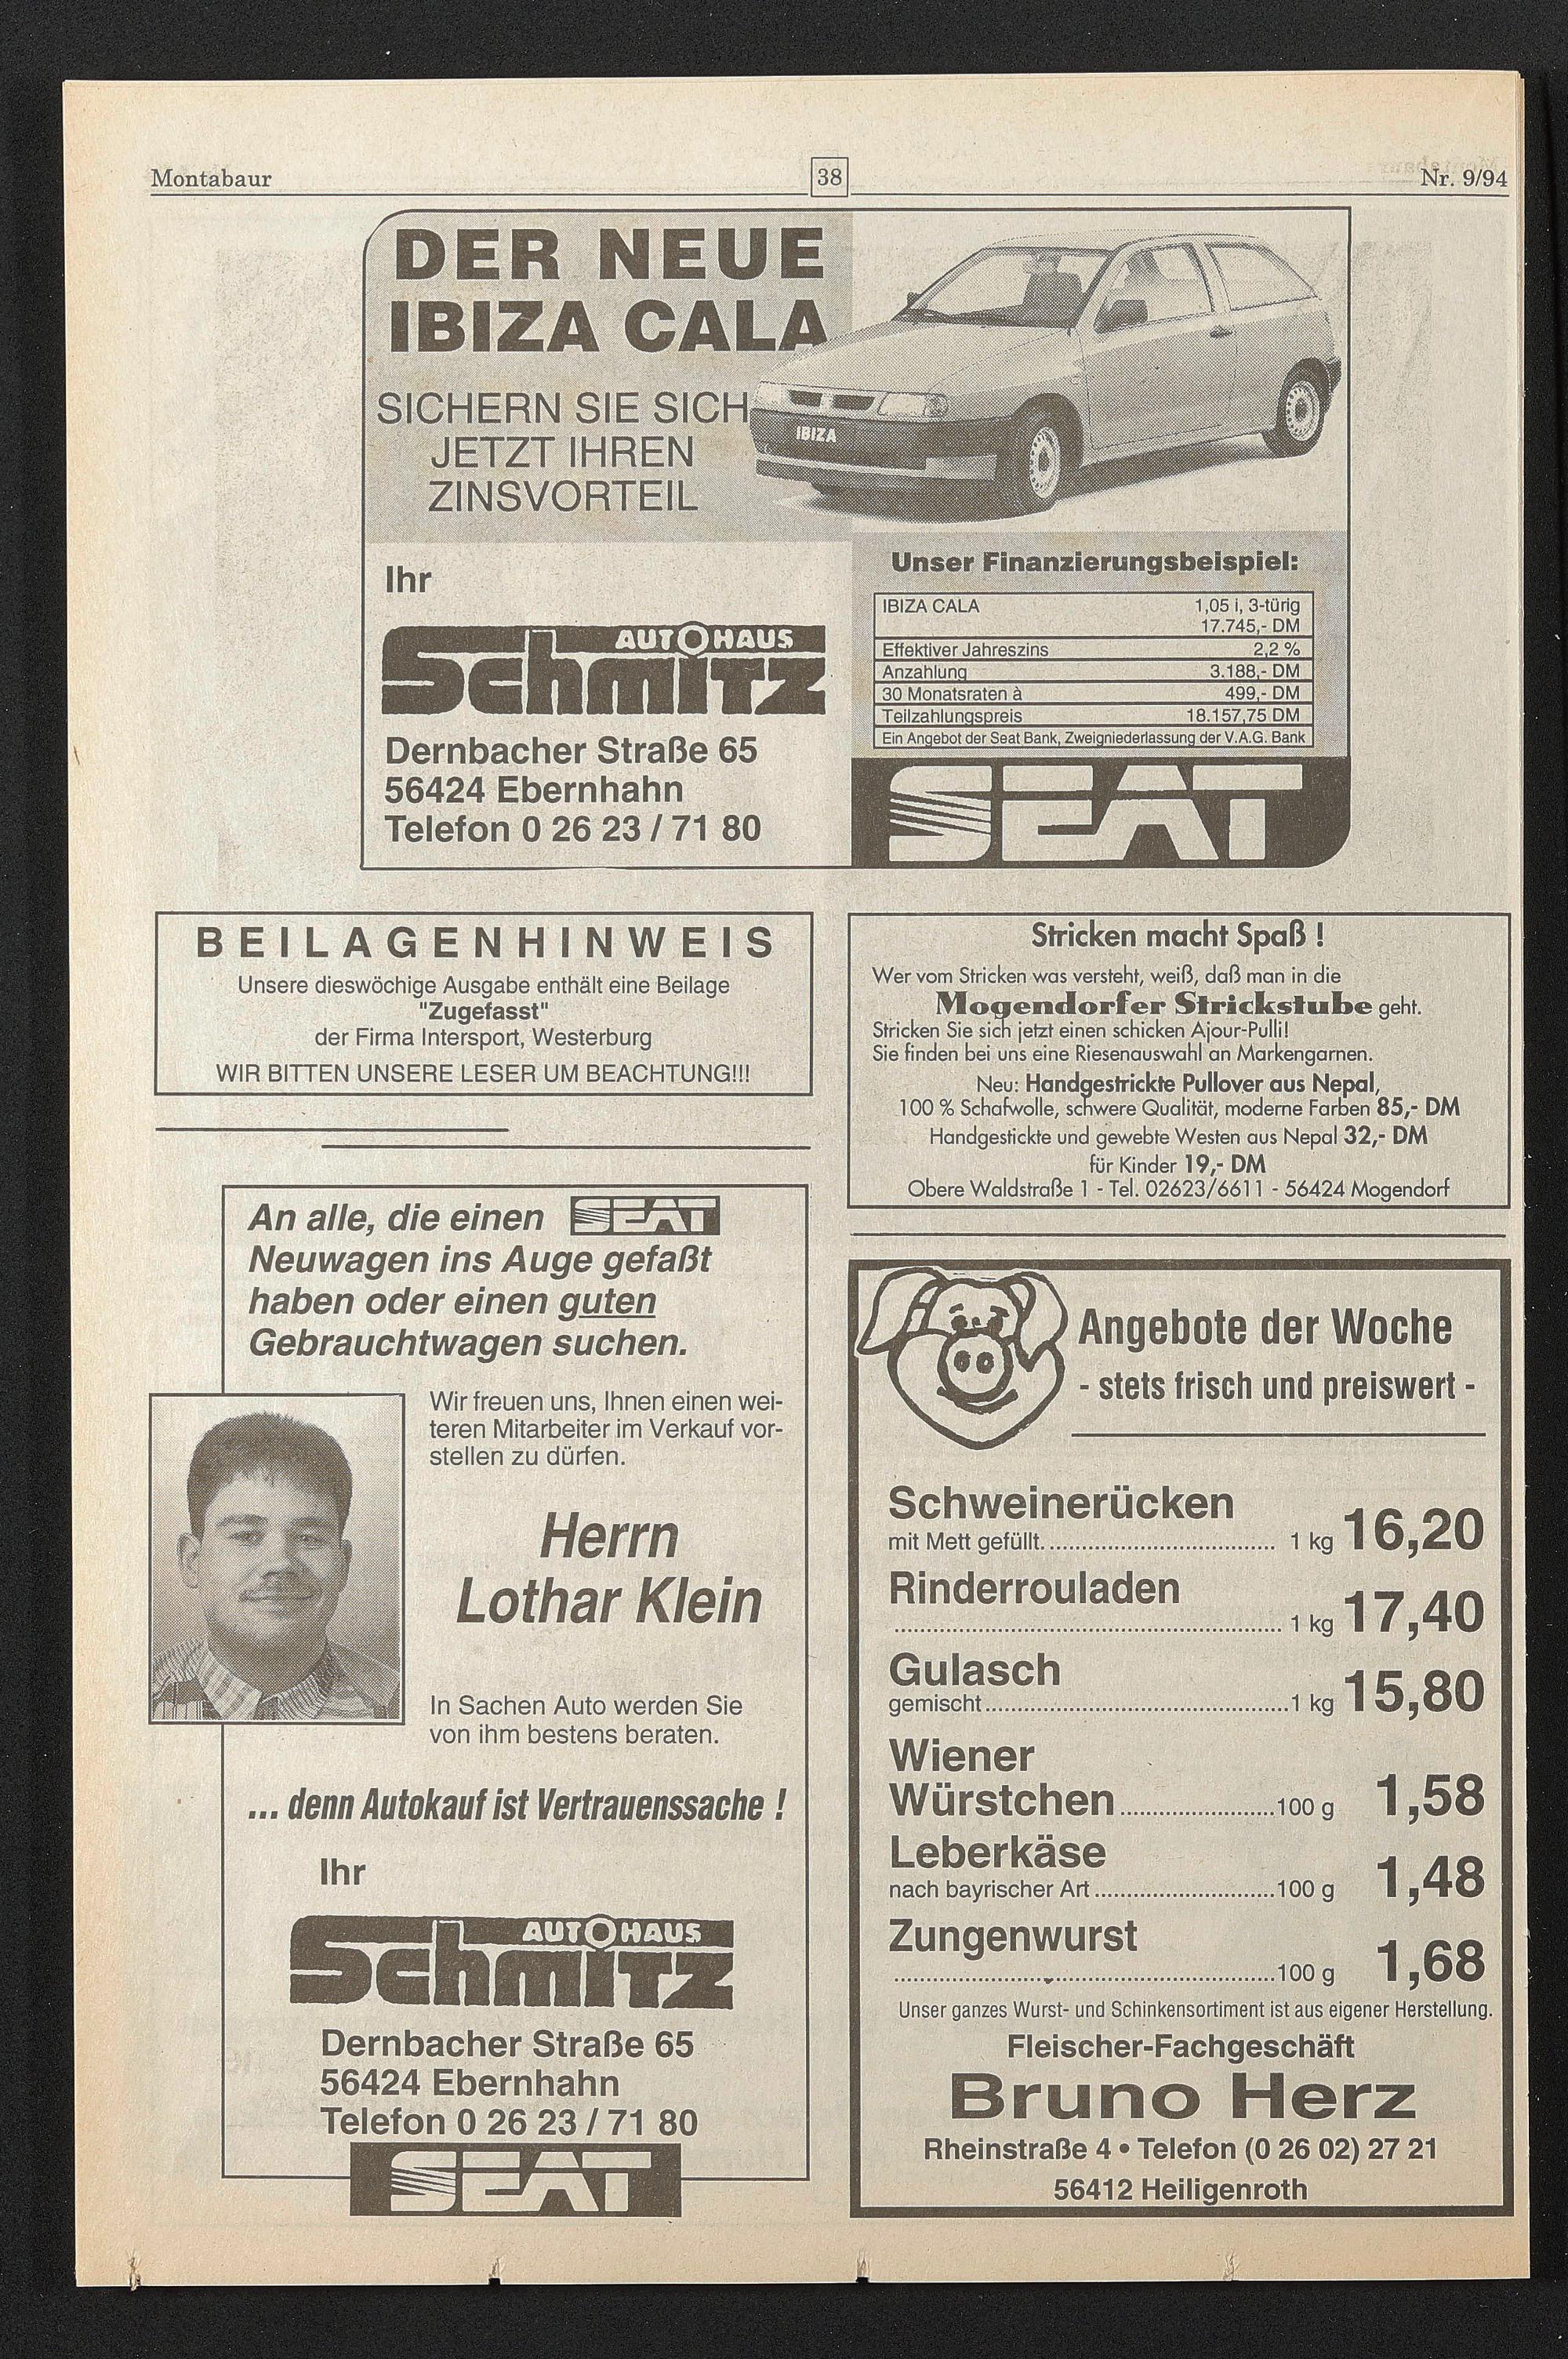 Montabaur
38
Nr. 9/94
DER NEUE
IBIZA CALA
SICHERN SIE SICH
JETZT IHREN
ZINSVORTEIL
IBIZA
Ihr
AUTOHAUS
Schmitz
Dernbacher Straße 65
56424 Ebernhahn
Telefon 0 26 23 / 71 80
Unser Finanzierungsbeispiel:
IBIZA CALA 1,05 i, 3-türig
17.745,- DM
Effektiver Jahreszins 2,2 %
Anzahlung 3.188,- DM
30 Monatsraten à 499,- DM
Teilzahlungspreis 18.157,75 DM
Ein Angebot der Seat Bank, Zweigniederlassung der V.A.G. Bank
SEAT
BEILAGENHINWEIS
Unsere dieswöchige Ausgabe enthält eine Beilage
"Zugefasst"
der Firma Intersport, Westerburg
WIR BITTEN UNSERE LESER UM BEACHTUNG!!!
Stricken macht Spaß !
Wer vom Stricken was versteht, weiß, daß man in die
Mogendorfer Strickstube geht.
Stricken Sie sich jetzt einen schicken Ajour-Pulli!
Sie finden bei uns eine Riesenauswahl an Markengarnen.
Neu: Handgestrickte Pullover aus Nepal,
100 % Schafwolle, schwere Qualität, moderne Farben 85,- DM
Handgestickte und gewebte Westen aus Nepal 32,- DM
für Kinder 19,- DM
Obere Waldstraße 1 - Tel. 02623/6611 - 56424 Mogendorf
An alle, die einen SEAT
Neuwagen ins Auge gefaßt
haben oder einen guten
Gebrauchtwagen suchen.
Wir freuen uns, Ihnen einen wei-
teren Mitarbeiter im Verkauf vor-
stellen zu dürfen.
Herrn
Lothar Klein
In Sachen Auto werden Sie
von ihm bestens beraten.
... denn Autokauf ist Vertrauenssache !
Ihr
AUTOHAUS
Schmitz
Dernbacher Straße 65
56424 Ebernhahn
Telefon 0 26 23 / 71 80
SEAT
Angebote der Woche
- stets frisch und preiswert -
Schweinerücken
mit Mett gefüllt................................... 1 kg 16,20
Rinderrouladen
............................................................ 1 kg 17,40
Gulasch
gemischt...............................................1 kg 15,80
Wiener
Würstchen........................100 g 1,58
Leberkäse
nach bayrischer Art............................100 g 1,48
Zungenwurst
............................................................100 g 1,68
Unser ganzes Wurst- und Schinkensortiment ist aus eigener Herstellung.
Fleischer-Fachgeschäft
Bruno Herz
Rheinstraße 4 • Telefon (0 26 02) 27 21
56412 Heiligenroth